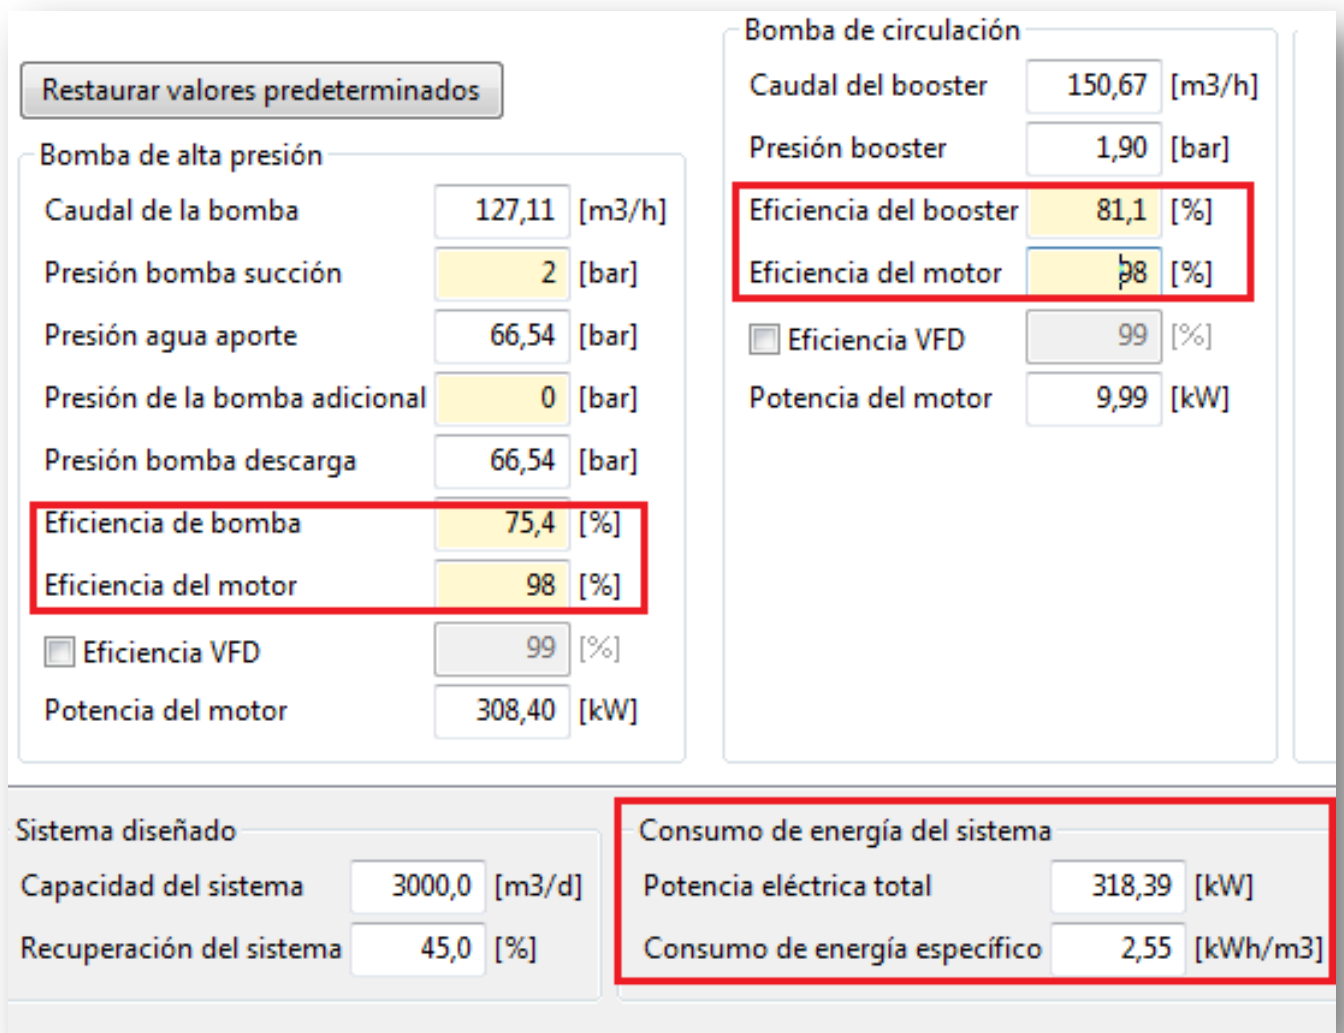 Restaurar valores predeterminados
Bomba de alta presión
Caudal de la bomba 127,11 [m3/h]
Presión bomba succión 2 [bar]
Presión agua aporte 66,54 [bar]
Presión de la bomba adicional 0 [bar]
Presión bomba descarga 66,54 [bar]
Eficiencia de bomba 75,4 [%]
Eficiencia del motor 98 [%]
Eficiencia VFD 99 [%]
Potencia del motor 308,40 [kW]
Bomba de circulación
Caudal del booster 150,67 [m3/h]
Presión booster 1,90 [bar]
Eficiencia del booster 81,1 [%]
Eficiencia del motor 98 [%]
Eficiencia VFD 99 [%]
Potencia del motor 9,99 [kW]
Sistema diseñado
Capacidad del sistema 3000,0 [m3/d]
Recuperación del sistema 45,0 [%]
Consumo de energía del sistema
Potencia eléctrica total 318,39 [kW]
Consumo de energía específico 2,55 [kWh/m3]